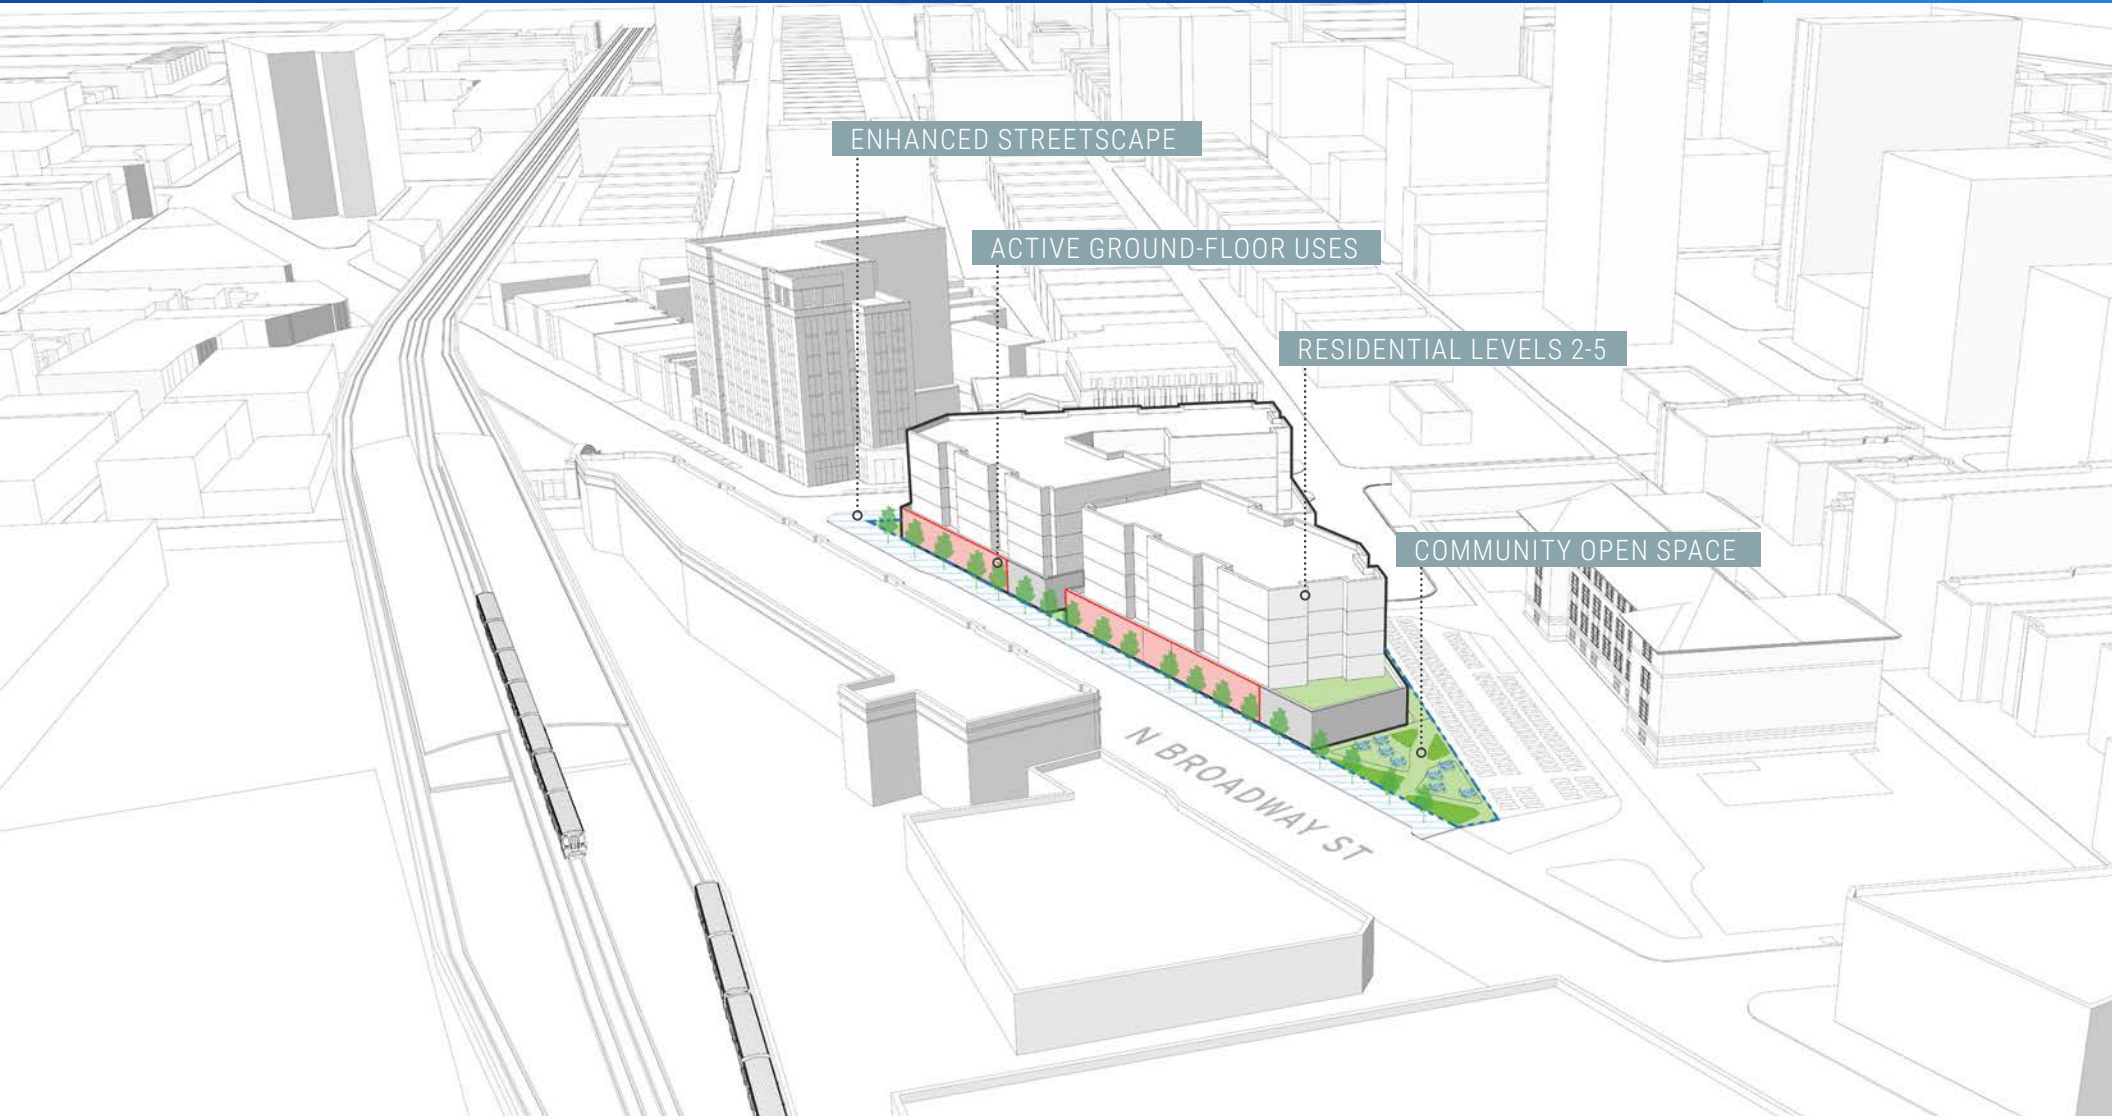 ENHANCED STREETSCAPE
ACTIVE GROUND-FLOOR USES
RESIDENTIAL LEVELS 2-5
COMMUNITY OPEN SPACE
N BROADWAY ST